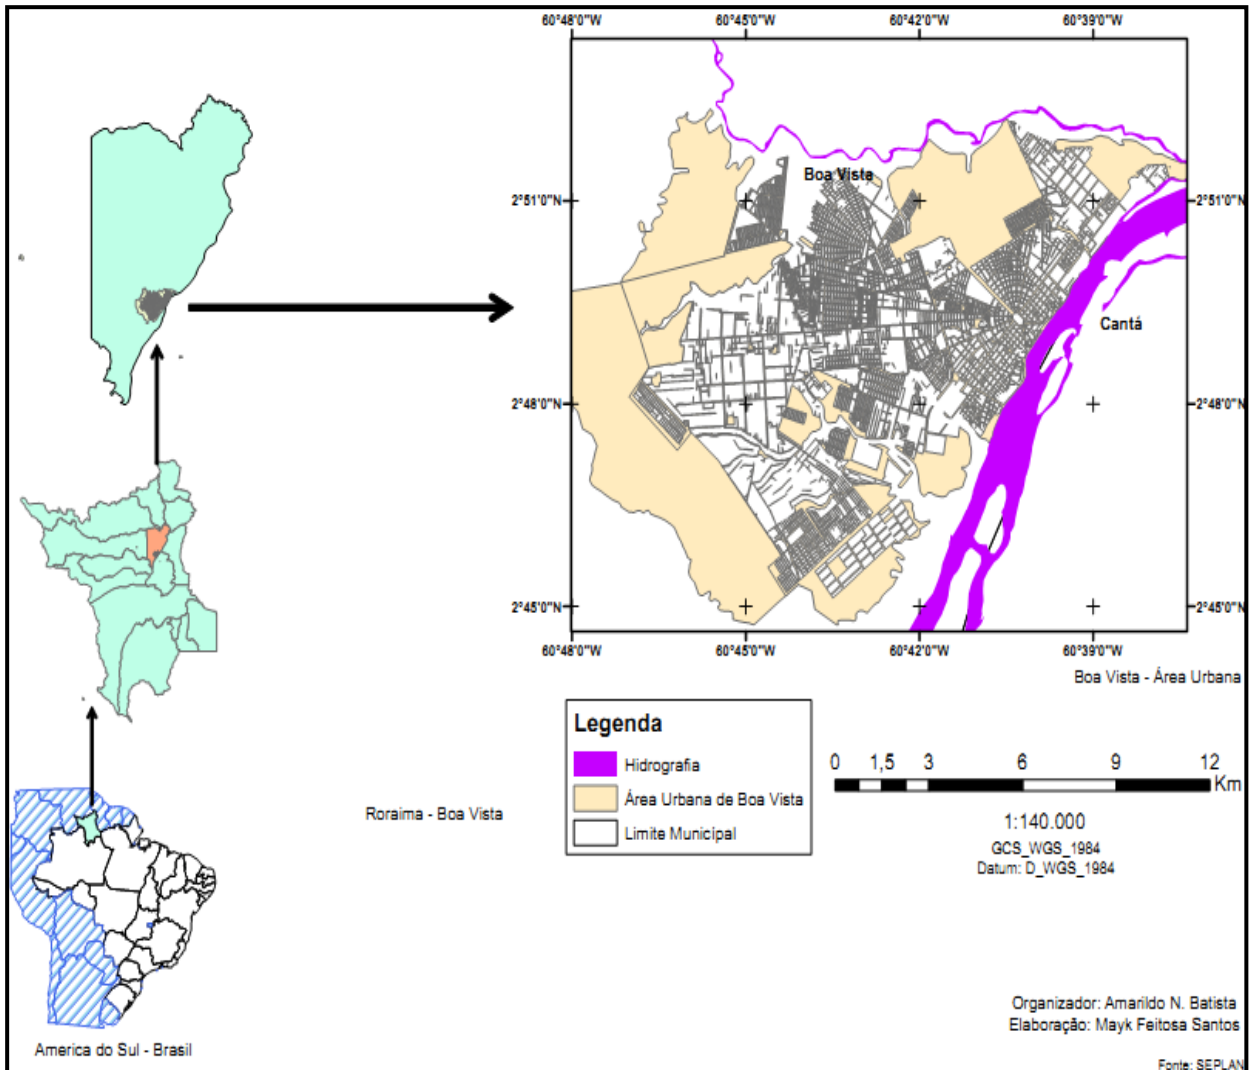 60°48'0"W 60°45'0"W 60°42'0"W 60°39'0"W
Boa Vista
2°51'0"N 2°51'0"N
Cantá
2°48'0"N 2°48'0"N
2°45'0"N 2°45'0"N
60°48'0"W 60°45'0"W 60°42'0"W 60°39'0"W
Boa Vista - Área Urbana
Legenda
Hidrografia
Área Urbana de Boa Vista
Limite Municipal
0 1,5 3 6 9 12
Km
1:140.000
GCS_WGS_1984
Datum: D_WGS_1984
Roraima - Boa Vista
America do Sul - Brasil
Organizador: Amarildo N. Batista
Elaboração: Mayk Feitosa Santos
Fonte: SEPLAN